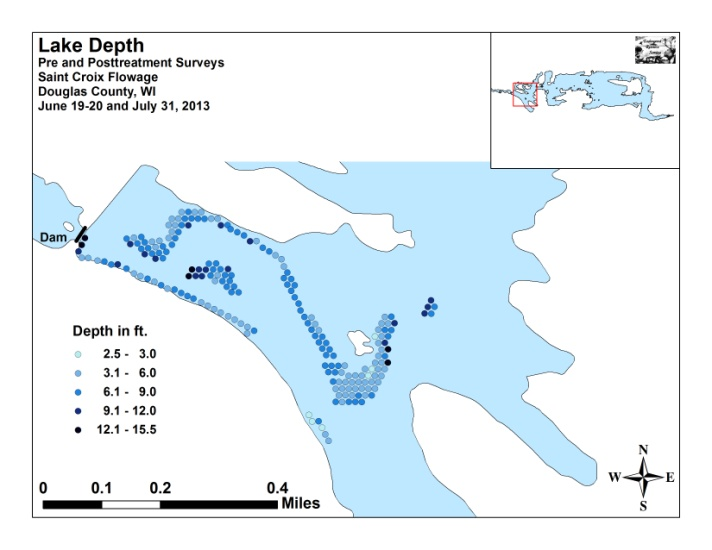 Lake Depth
Pre and Posttreatment Surveys
Saint Croix Flowage
Douglas County, WI
June 19-20 and July 31, 2013
Dam
Depth in ft.
2.5 - 3.0
3.1 - 6.0
6.1 - 9.0
9.1 - 12.0
12.1 - 15.5
N
W E
S
0 0.1 0.2 0.4
Miles